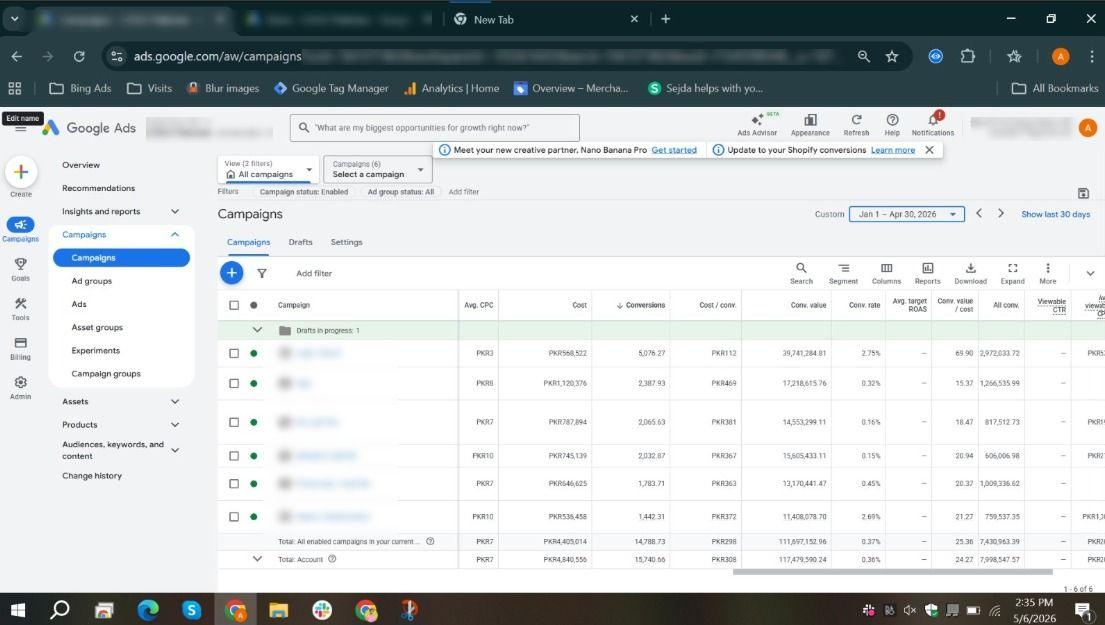 New Tab
ads.google.com/aw/campaigns
Bing Ads
Visits
Blur images
Google Tag Manager
Analytics | Home
Overview – Mercha...
Sejda helps with yo...
All Bookmarks
Edit name
Google Ads
"What are my biggest opportunities for growth right now?"
BETA
Ads Advisor
Appearance
Refresh
Help
Notifications
A
Meet your new creative partner, Nano Banana Pro Get started
Update to your Shopify conversions Learn more
Create
Campaigns
Goals
Tools
Billing
Admin
Overview
Recommendations
Insights and reports
Campaigns
Campaigns
Ad groups
Ads
Asset groups
Experiments
Campaign groups
Assets
Products
Audiences, keywords, and
content
Change history
View (2 filters)
All campaigns
Campaigns (6)
Select a campaign
Filters Campaign status: Enabled Ad group status: All Add filter
Campaigns
Custom Jan 1 – Apr 30, 2026 Show last 30 days
Campaigns Drafts Settings
Add filter
Search Segment Columns Reports Download Expand More
Campaign Avg. CPC Cost Conversions Cost / conv. Conv. value Conv. rate Avg. target ROAS Conv. value / cost All conv. Viewable CTR
Drafts in progress: 1
PKR3 PKR568,522 5,076.27 PKR112 39,741,284.81 2.75% – 69.90 2,972,033.72 –
PKR8 PKR1,120,376 2,387.93 PKR469 17,218,615.76 0.32% – 15.37 1,266,535.99 –
PKR7 PKR787,894 2,065.63 PKR381 14,553,299.11 0.16% – 18.47 817,512.73 –
PKR10 PKR745,139 2,032.87 PKR367 15,605,433.11 0.15% – 20.94 606,006.98 –
PKR7 PKR646,625 1,783.71 PKR363 13,170,441.47 0.45% – 20.37 1,009,336.62 –
PKR10 PKR536,458 1,442.31 PKR372 11,408,078.70 2.69% – 21.27 759,537.35 –
Total: All enabled campaigns in your current ... PKR7 PKR4,405,014 14,788.73 PKR298 111,697,152.96 0.37% 25.36 7,430,963.39 –
Total: Account PKR7 PKR4,840,556 15,740.66 PKR308 117,479,590.24 0.36% 24.27 7,998,547.57 –
1 - 6 of 6
2:35 PM
5/6/2026